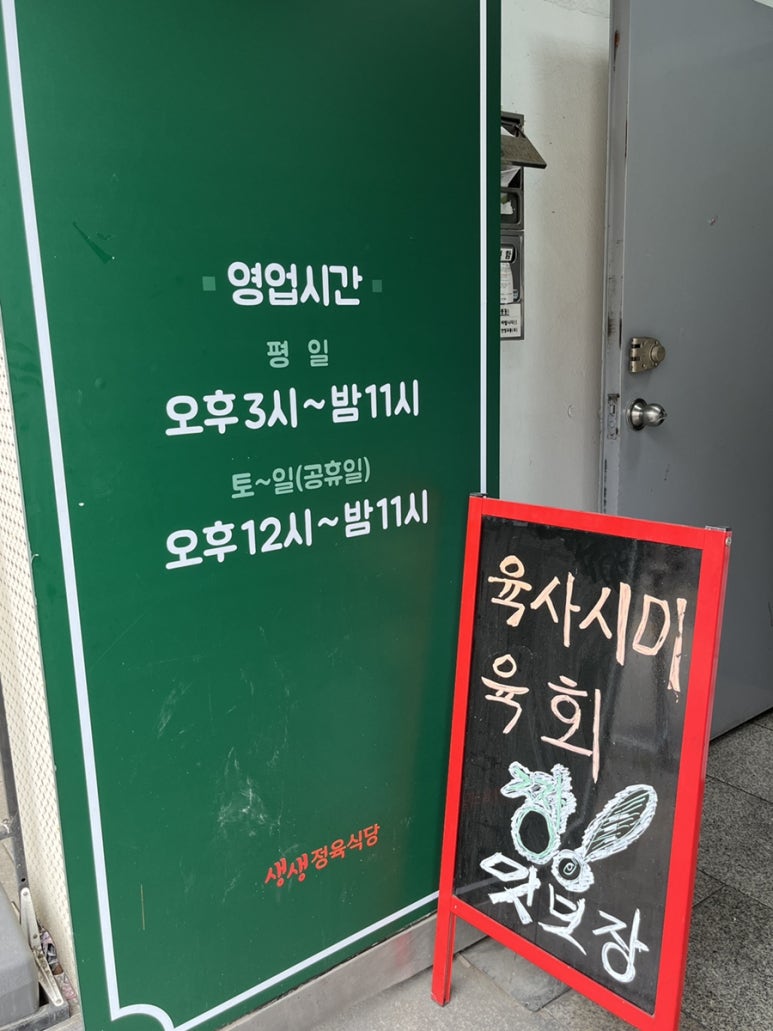 영업시간
평 일
오후3시~밤11시
토~일(공휴일)
오후12시~밤11시
생생정육식당
육사시미
육회
맛보장